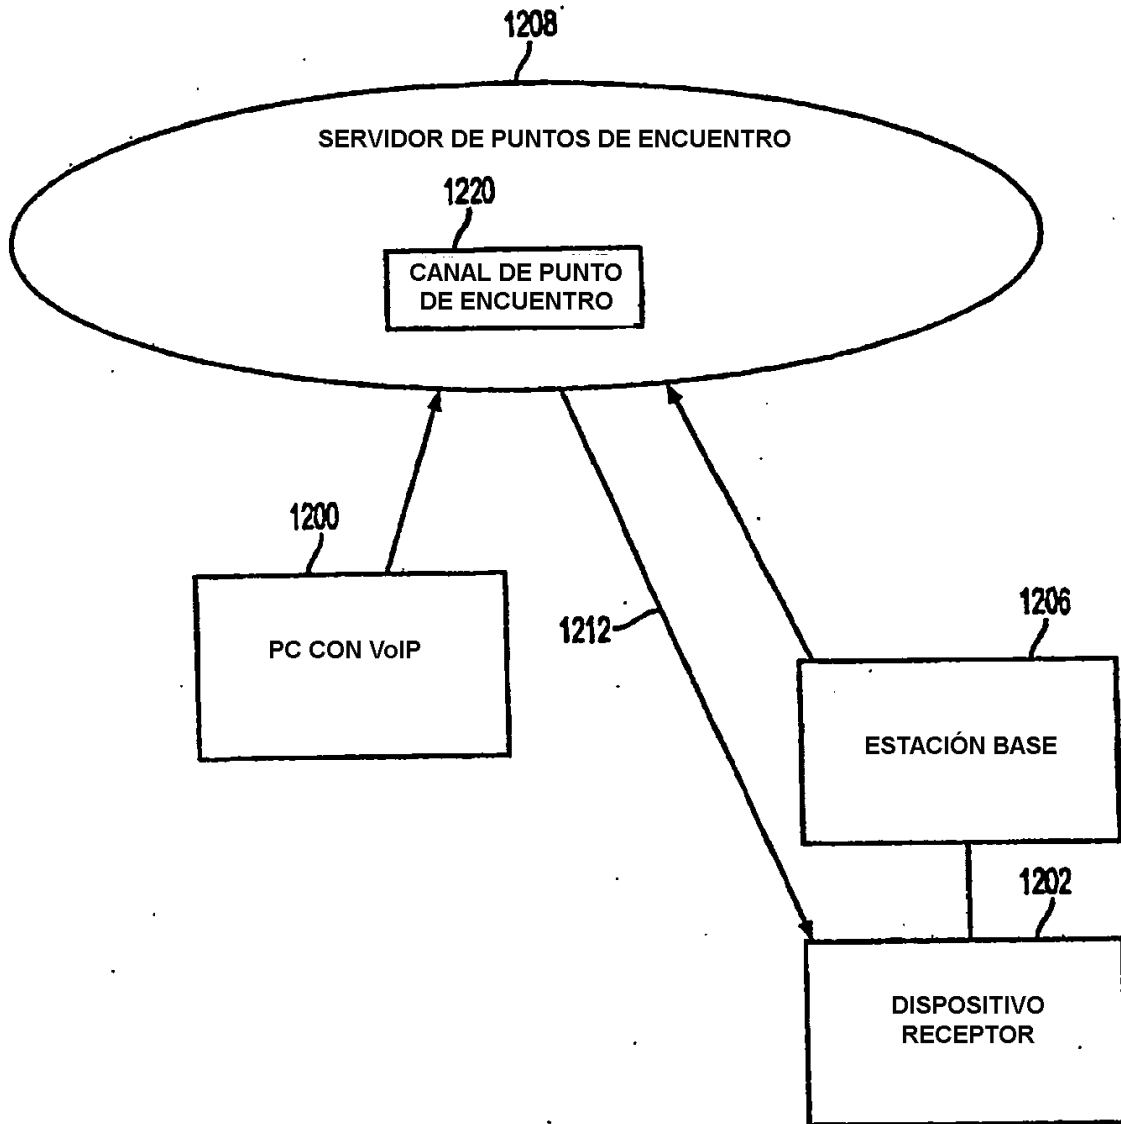 1208
SERVIDOR DE PUNTOS DE ENCUENTRO
1220
CANAL DE PUNTO
DE ENCUENTRO
1200
PC CON VoIP
1212
1206
ESTACIÓN BASE
1202
DISPOSITIVO
RECEPTOR